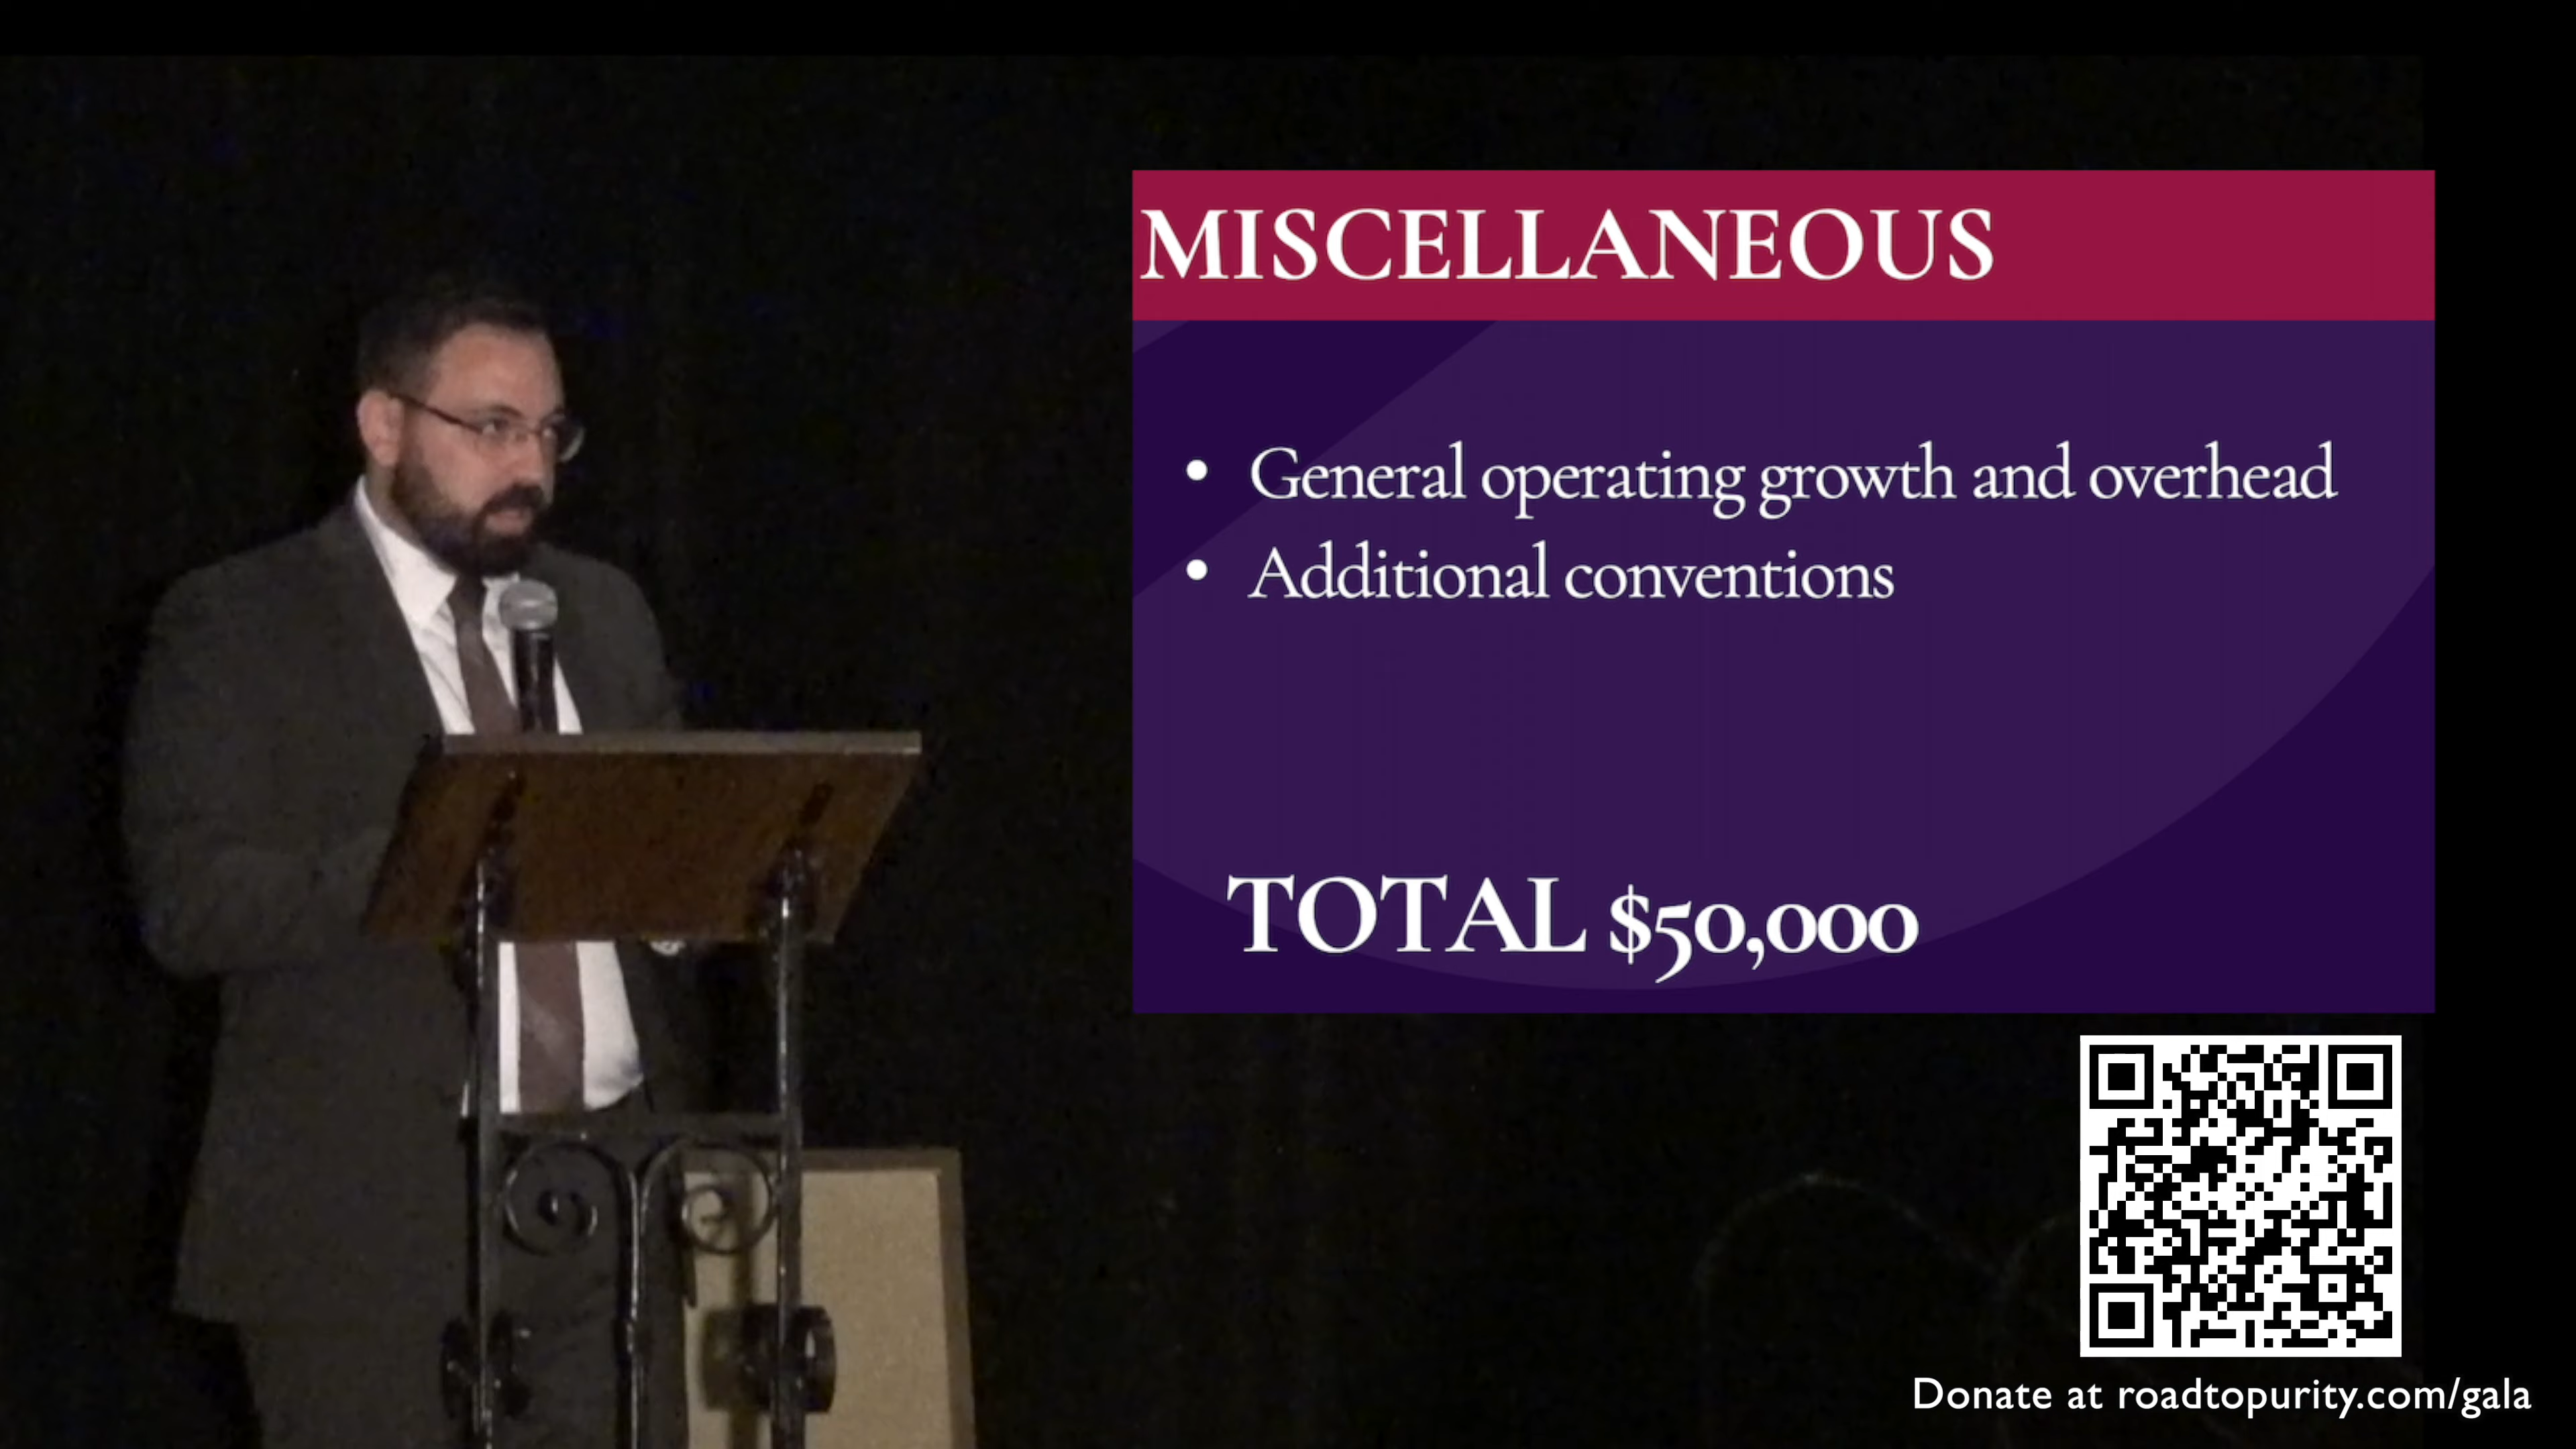 MISCELLANEOUS
• General operating growth and overhead
• Additional conventions
TOTAL $50,000
Donate at roadtopurity.com/gala